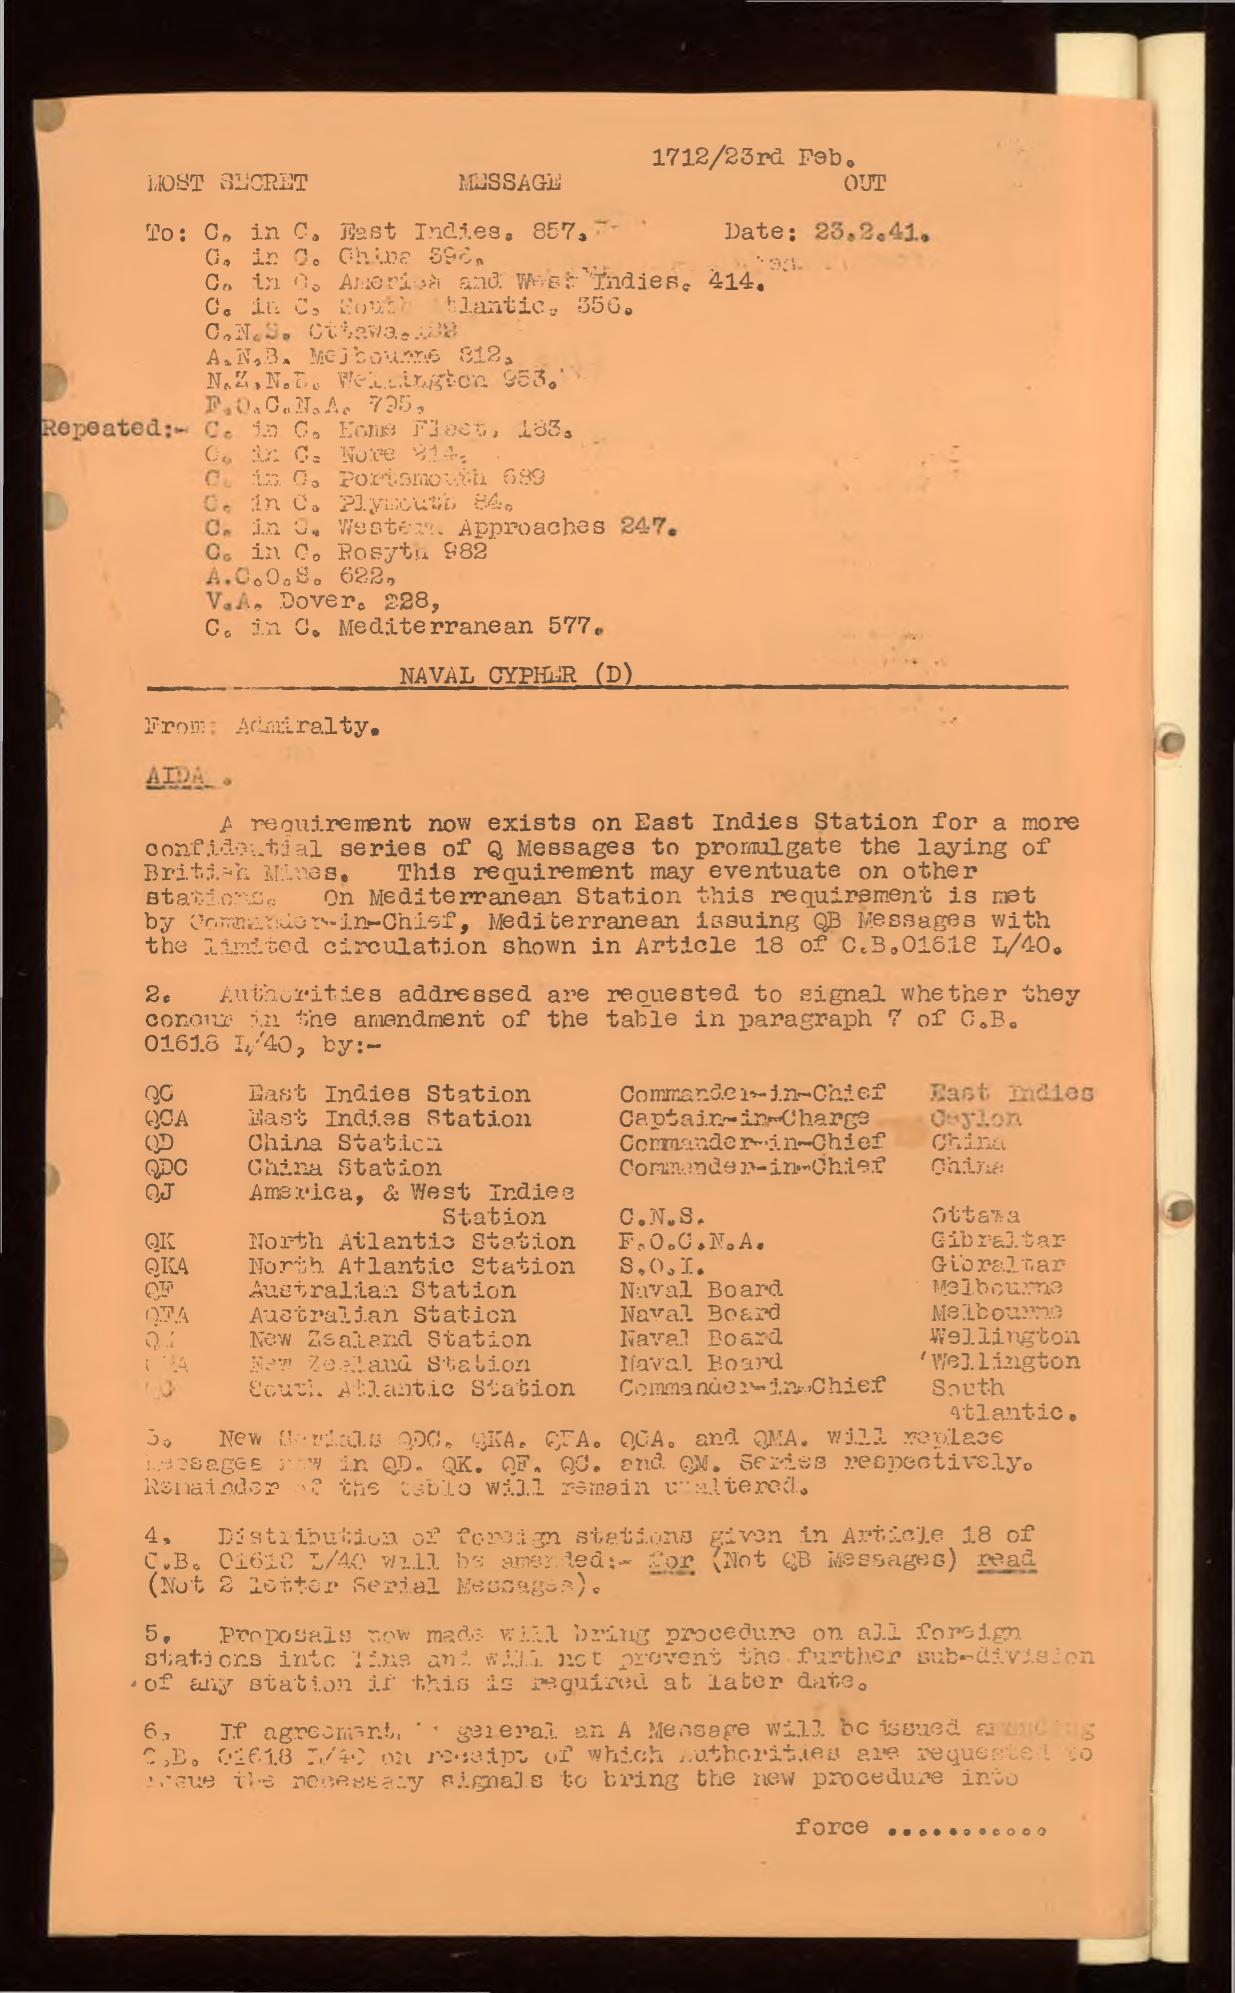 1712/23rd Feb.
MOST SECRET MESSAGE OUT
To: C. in C. East Indies. 857. Date: 23.2.41.
C. in C. China
C. in C. America and West Indies. 414.
C. in C. South Atlantic. 356.
C.N.S. Ottawa.
A.N.B. Melbourne 812.
N.Z.N.B. Wellington 953.
F.O.C.N.A. 795.
Repeated:- C. in C. Home Fleet. 183.
C. in C. Nore 214.
C. in C. Portsmouth 689
C. in C. Plymouth 84.
C. in C. Western Approaches 247.
C. in C. Rosyth 982
A.C.O.S. 622,
V.A. Dover. 228,
C. in C. Mediterranean 577.
NAVAL CYPHER (D)
From: Admiralty.
AIDA .
A requirement now exists on East Indies Station for a more
confidential series of Q Messages to promulgate the laying of
British Mines. This requirement may eventuate on other
stations. On Mediterranean Station this requirement is met
by Commander-in-Chief, Mediterranean issuing QB Messages with
the limited circulation shown in Article 18 of C.B.01618 L/40.
2. Authorities addressed are requested to signal whether they
concur in the amendment of the table in paragraph 7 of C.B.
01618 L/40, by:-
QC East Indies Station Commander-in-Chief East Indies
QCA East Indies Station Captain-in-Charge Ceylon
QD China Station Commander-in-Chief China
QDC China Station Commander-in-Chief China
QJ America, & West Indies
Station C.N.S. Ottawa
QK North Atlantic Station F.O.C.N.A. Gibraltar
QKA North Atlantic Station S.O.I. Gibraltar
QF Australian Station Naval Board Melbourne
QFA Australian Station Naval Board Melbourne
New Zealand Station Naval Board Wellington
New Zealand Station Naval Board Wellington
South Atlantic Station Commander-in-Chief South
Atlantic.
3. New Serials QDC. QKA. QFA. QCA. and QMA. will replace
messages now in QD. QK. QF. QC. and QM. Series respectively.
Remainder of the table will remain unaltered.
4. Distribution of foreign stations given in Article 18 of
C.B. 01618 L/40 will be amended:- for (Not QB Messages) read
(Not 2 letter Serial Messages).
5. Proposals now made will bring procedure on all foreign
stations into line and will not prevent the further sub-division
of any station if this is required at later date.
6. If agreement, general an A Message will be issued amending
C.B. 01618 L/40 on receipt of which Authorities are requested to
issue the necessary signals to bring the new procedure into
force ...........